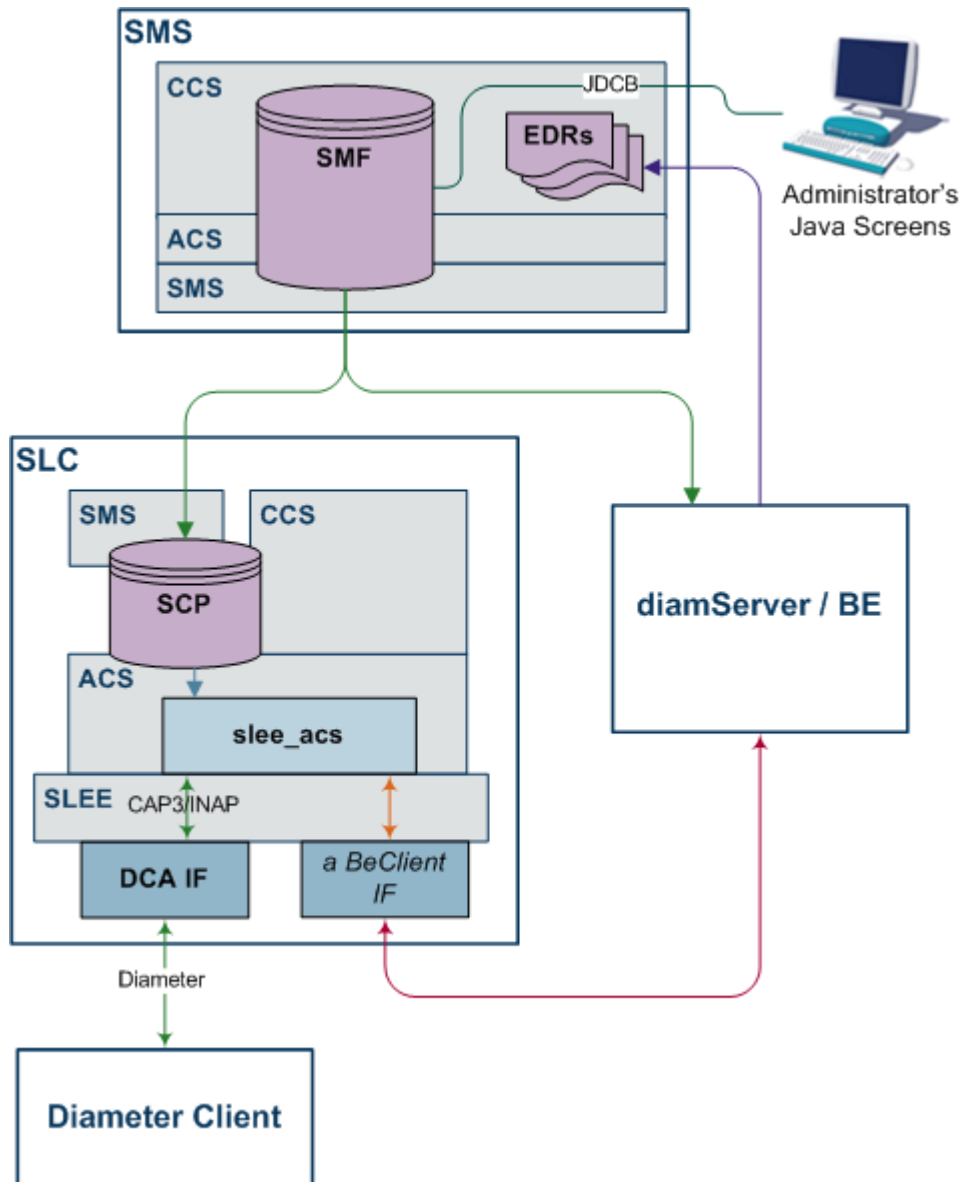 SMS
CCS
JDCB
SMF
EDRs
Administrator's
Java Screens
ACS
SMS
SLC
SMS
CCS
SCP
diamServer / BE
ACS
slee_acs
SLEE
CAP3/INAP
DCA IF
a BeClient
IF
Diameter
Diameter Client